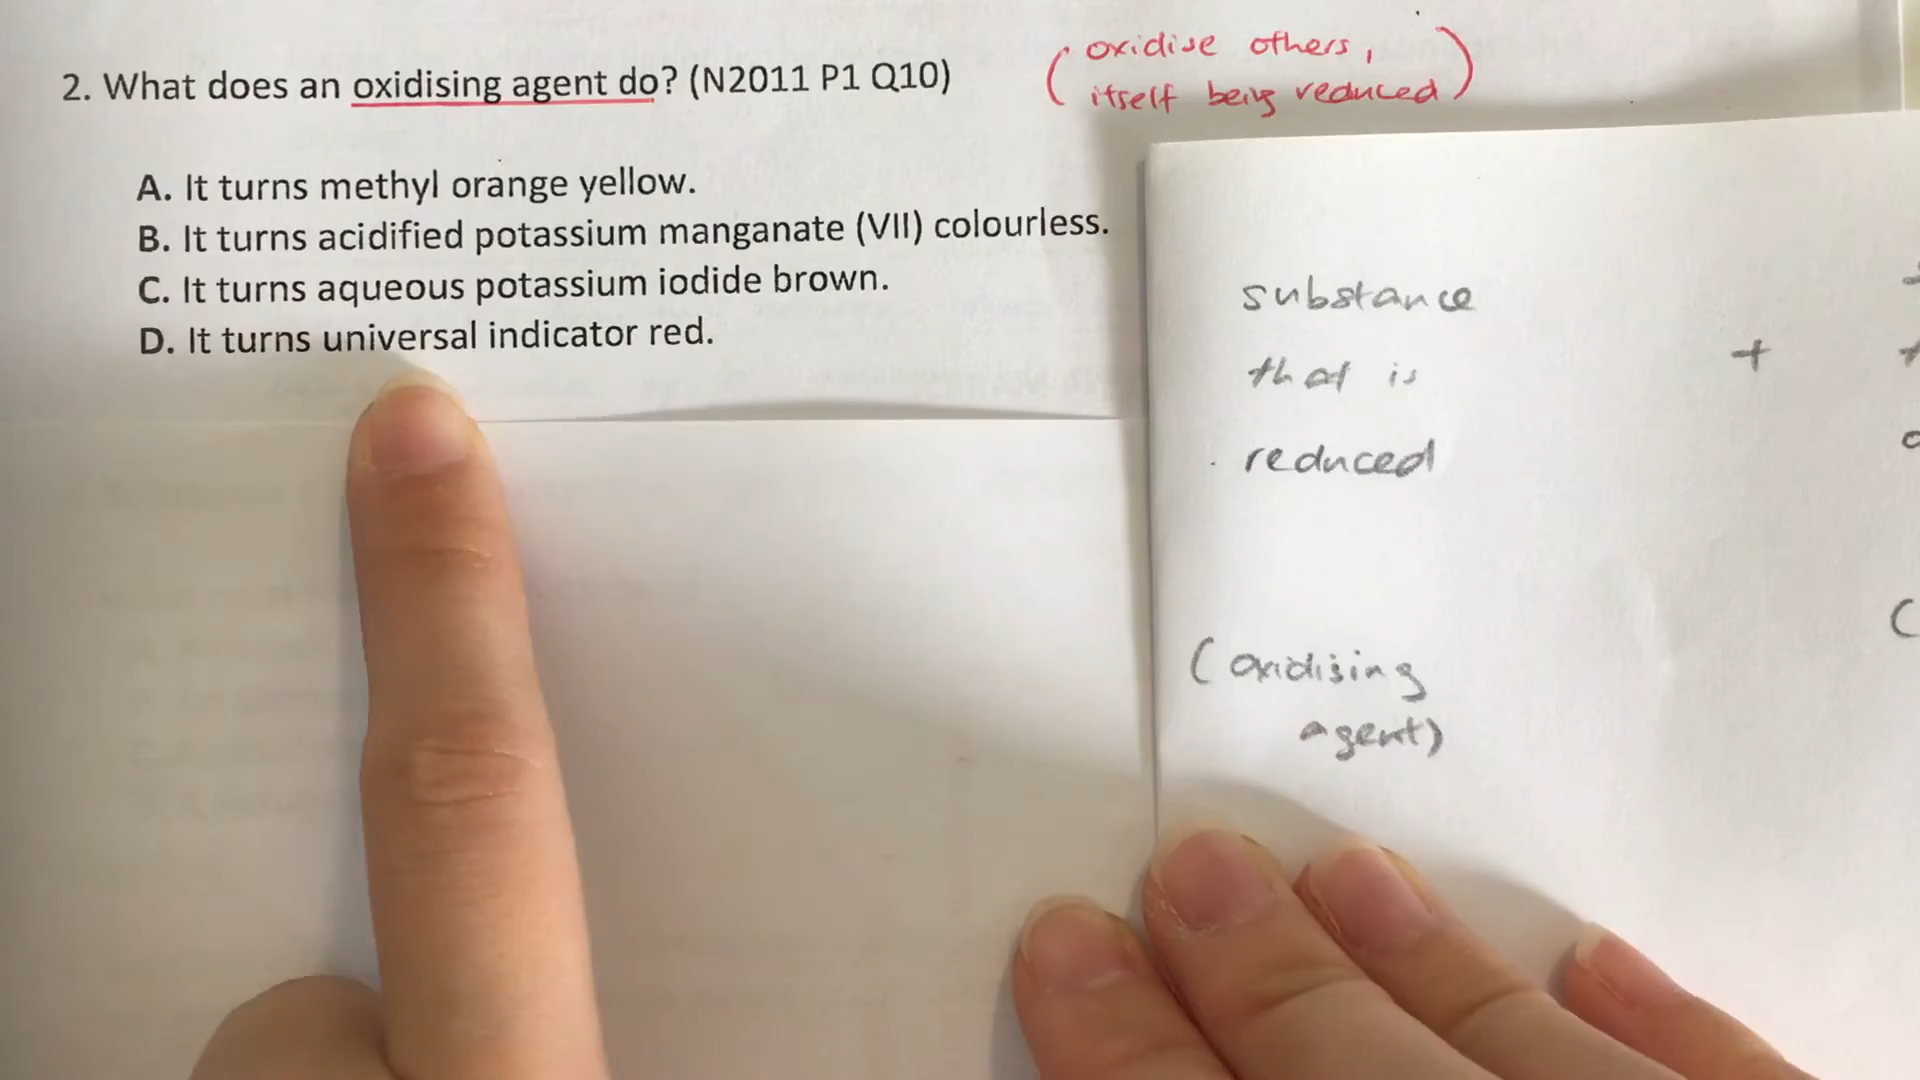 2. What does an oxidising agent do? (N2011 P1 Q10)
(oxidise others,
itself being reduced)
A. It turns methyl orange yellow.
B. It turns acidified potassium manganate (VII) colourless.
C. It turns aqueous potassium iodide brown.
D. It turns universal indicator red.
substance
that is
+
reduced
(oxidising
agent)